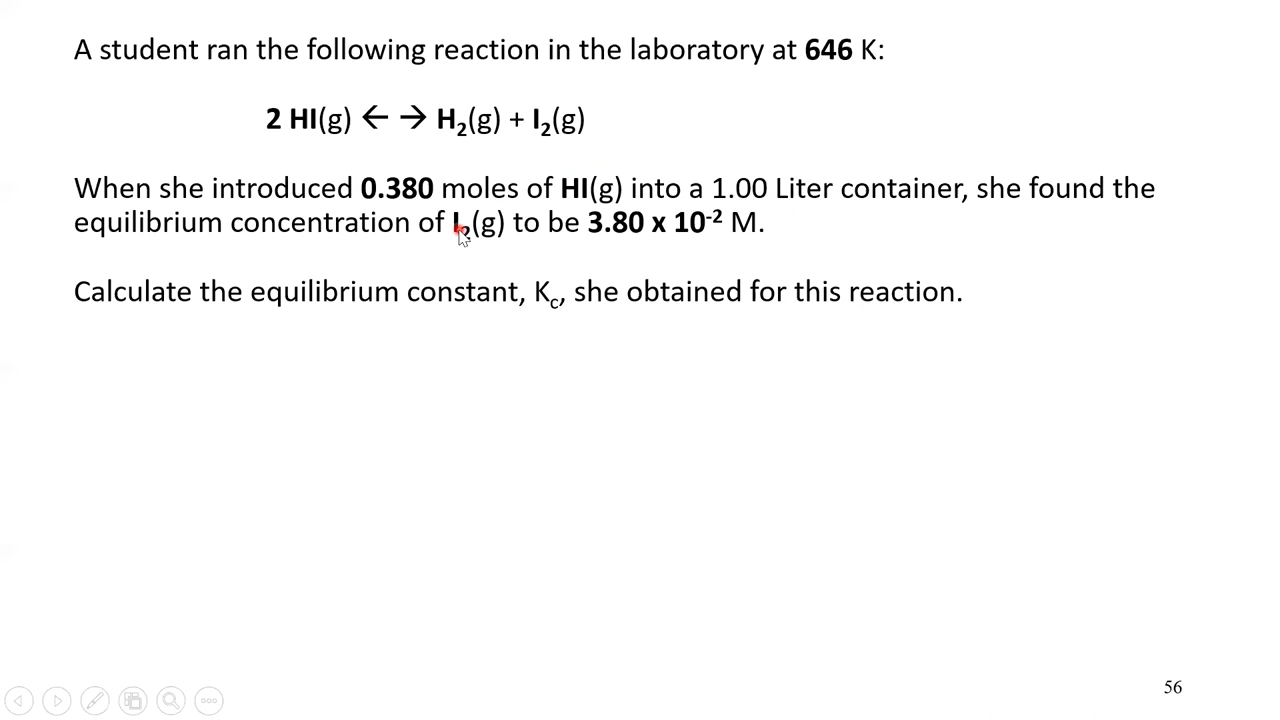 A student ran the following reaction in the laboratory at 646 K:
2 HI(g) ← → H₂(g) + I₂(g)
When she introduced 0.380 moles of HI(g) into a 1.00 Liter container, she found the
equilibrium concentration of I₂(g) to be 3.80 x 10⁻² M.
Calculate the equilibrium constant, K꜀, she obtained for this reaction.
56